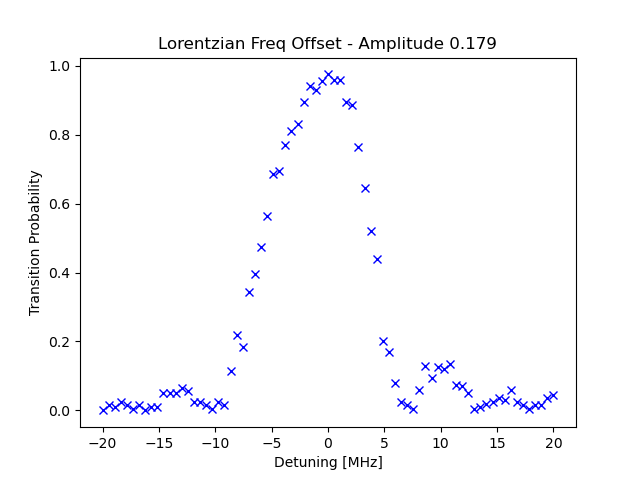 Lorentzian Freq Offset - Amplitude 0.179
1.0
0.8
0.6
0.4
0.2
0.0
Transition Probability
−20 −15 −10 −5 0 5 10 15 20
Detuning [MHz]